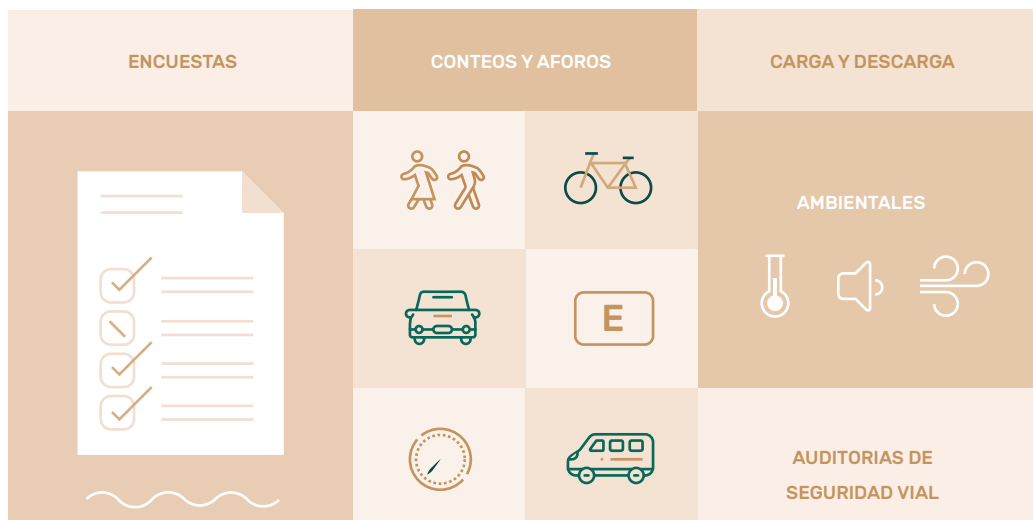 ENCUESTAS
CONTEOS Y AFOROS
CARGA Y DESCARGA
AMBIENTALES
E
AUDITORIAS DE
SEGURIDAD VIAL